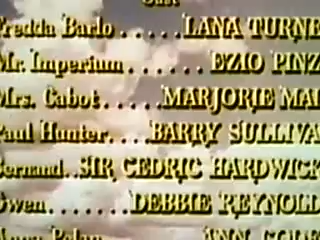 Cast
Fredda Barlo.....LANA TURNE
Mr. Imperium......EZIO PINZ
Mrs. Cabot.....MARJORIE MAI
Paul Hunter....BARRY SULLIVA
Bernand..SIR CEDRIC HARDWICK
Gwen......DEBBIE REYNOLD